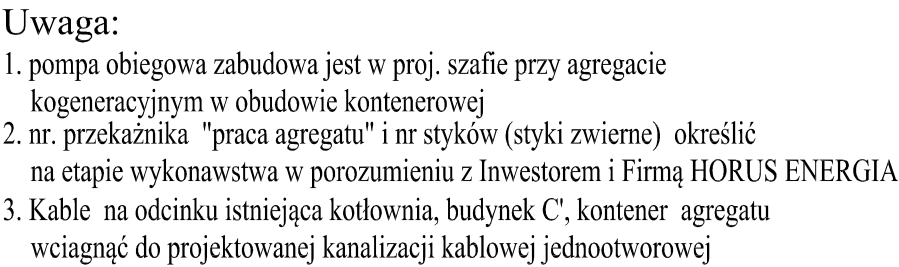 Uwaga:
1. pompa obiegowa zabudowa jest w proj. szafie przy agregacie
kogeneracyjnym w obudowie kontenerowej
2. nr. przekażnika "praca agregatu" i nr styków (styki zwierne) określić
na etapie wykonawstwa w porozumieniu z Inwestorem i Firmą HORUS ENERGIA
3. Kable na odcinku istniejąca kotłownia, budynek C', kontener agregatu
wciagnąć do projektowanej kanalizacji kablowej jednootworowej